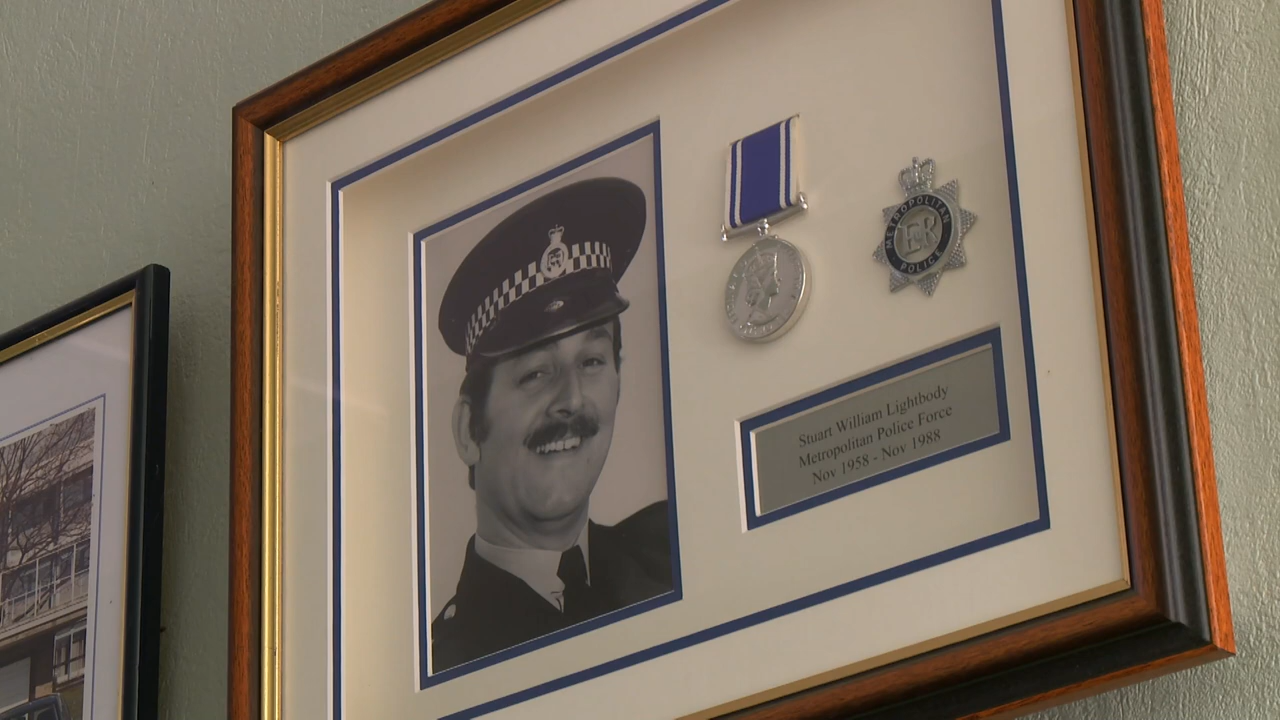 METROPOLITAN
ER
POLICE
Stuart William Lightbody
Metropolitan Police Force
Nov 1958 - Nov 1988